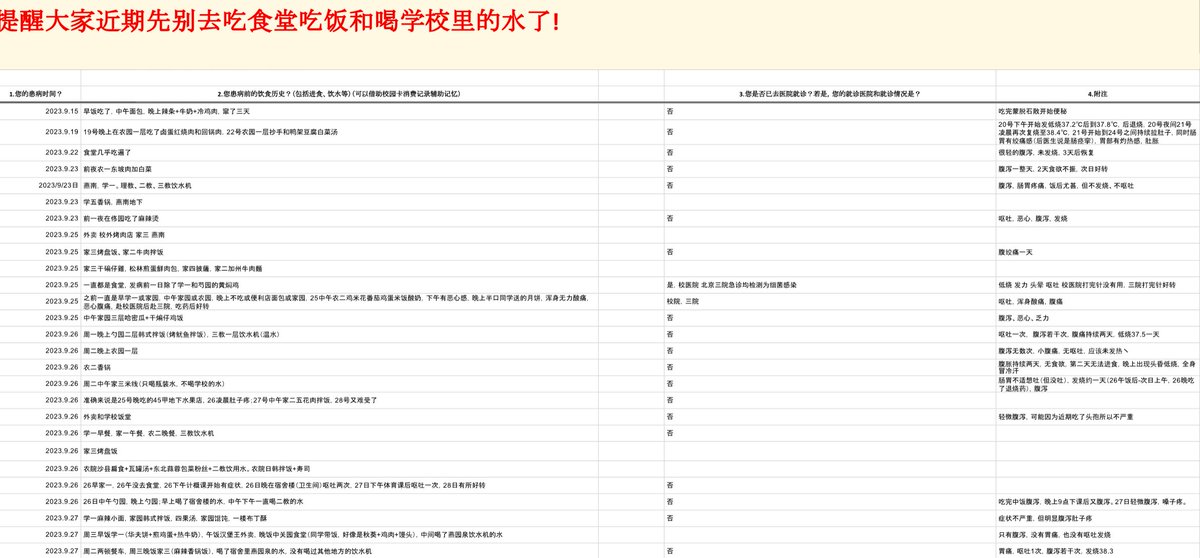 提醒大家近期先别去吃食堂吃饭和喝学校里的水了!
1.您的患病时间？ 2.您患病前的饮食历史?(包括进食、饮水等)(可以借助校园卡消费记录辅助记忆) 3.您是否已去医院就诊?若是，您的就诊医院和就诊情况是? 4.附注
2023.9.15 早饭吃了，中午面包，晚上辣条+牛奶+冷鸡肉，窜了三天 否 吃完蒙脱石散开始便秘
2023.9.19 19号晚上在农园一层吃了卤蛋红烧肉和回锅肉，22号农园一层抄手和鸭架豆腐白菜汤 否 20号下午开始发低烧37.2℃后到37.8℃，后退烧，20号夜间21号
凌晨再次复烧至38.4℃，21号开始到24号之间持续拉肚子，同时肠
胃有绞痛感(后医生说是肠痉挛)，胃部有灼热感，肚胀
2023.9.22 食堂几乎吃遍了 否 很轻的腹泻，未发烧，3天后恢复
2023.9.23 前夜农一东坡肉加白菜 否 腹泻一整天，2天食欲不振，次日好转
2023/9/23日 燕南，学一。理教、二教、三教饮水机 否 腹泻，肠胃疼痛，饭后尤甚，但不发烧、不呕吐
2023.9.23 学五香锅，燕南地下
2023.9.23 前一夜在佟园吃了麻辣烫 否 呕吐，恶心，腹泻，发烧
2023.9.25 外卖 校外烤肉店 家三 燕南
2023.9.25 家三烤盘饭、家二牛肉拌饭 否 腹绞痛一天
2023.9.25 家三干碥仔雞，松林煎蛋鲜肉包，家四披薩，家二加州牛肉麵
2023.9.25 一直都是食堂，发病前一日除了学一和芍园的黄焖鸡 是，校医院 北京三院急诊均检测为细菌感染 低烧 发力 头晕 呕吐 校医院打完针没有用，三院打完针好转
2023.9.25 之前一直是早学一或家园，中午家园或农园，晚上不吃或便利店面包或家园，25中午农二鸡米花番茄鸡蛋米饭酸奶，下午有恶心感，晚上半口同学送的月饼，浑身无力酸痛，
恶心腹痛，赴校医院后赴三院，吃药后好转 校院，三院 呕吐，浑身酸痛，腹痛
2023.9.25 中午家园三层哈密瓜+干煸仔鸡饭 否 腹泻、恶心、乏力
2023.9.26 周一晚上勺园二层韩式拌饭(烤鱿鱼拌饭)，三教一层饮水机(温水) 否 呕吐一次，腹泻若干次，腹痛持续两天，低烧37.5一天
2023.9.26 周二晚上农园一层 否 腹泻无数次，小腹痛，无呕吐，应该未发热丶
2023.9.26 农二香锅 否 腹胀持续两天，无食欲，第二天无法进食，晚上出现头昏低烧，全身
冒冷汗
2023.9.26 周二中午家三米线(只喝瓶装水，不喝学校的水) 否 肠胃不适想吐(但没吐)，发烧约一天(26午饭后-次日上午，26晚吃
了退烧药)，腹泻
2023.9.26 准确来说是25号晚吃的45甲地下水果店，26凌晨肚子疼;27号中午家二五花肉拌饭，28号又难受了 否
2023.9.26 外卖和学校饭堂 否 轻微腹泻，可能因为近期吃了头孢所以不严重
2023.9.26 学一早餐，家一午餐，农二晚餐，三教饮水机 否
2023.9.26 家三烤盘饭
2023.9.26 农院沙县扁食+瓦罐汤+东北蒜蓉包菜粉丝+二教饮用水。农院日韩拌饭+寿司
2023.9.26 26早家一，26午没去食堂，26下午计概课开始有症状，26日晚在宿舍楼(卫生间)呕吐两次，27日下午体育课后呕吐一次，28日有所好转 否
2023.9.26 26日中午勺园，晚上勺园;早上喝了宿舍楼的水，中午下午一直喝二教的水 否 吃完中饭腹泻，晚上9点下课后又腹泻。27日轻微腹泻，嗓子疼。
2023.9.27 学一麻辣小面，家园韩式拌饭，四果汤，家园馄饨，一楼布丁酥 否 症状不严重，但明显腹泻肚子疼
2023.9.27 周三早饭学一(华夫饼+煎鸡蛋+热牛奶)，午饭汉堡王外卖，晚饭中关园食堂(同学带饭，好像是秋葵+鸡肉+馒头)，中间喝了燕园泉饮水机的水 只有腹泻，没有胃痛，也没有呕吐发烧
2023.9.27 周二两顿餐车，周三晚饭家三(麻辣香锅饭)，喝了宿舍里燕园泉的水，没有喝过其他地方的饮水机 否 胃痛，呕吐1次，腹泻若干次，发烧38.3